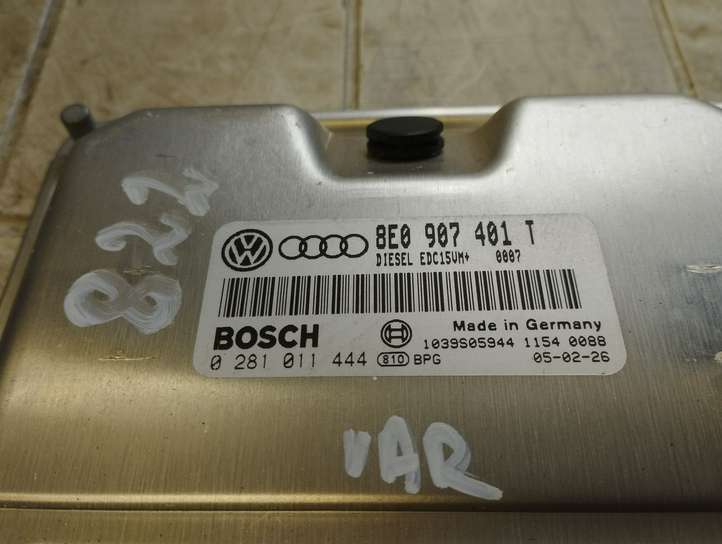 822
8E0 907 401 T
DIESEL EDC15VM+ 0007
BOSCH
Made in Germany
1039S05944 1154 0088
0 281 011 444 810 BPG 05-02-26
VAR